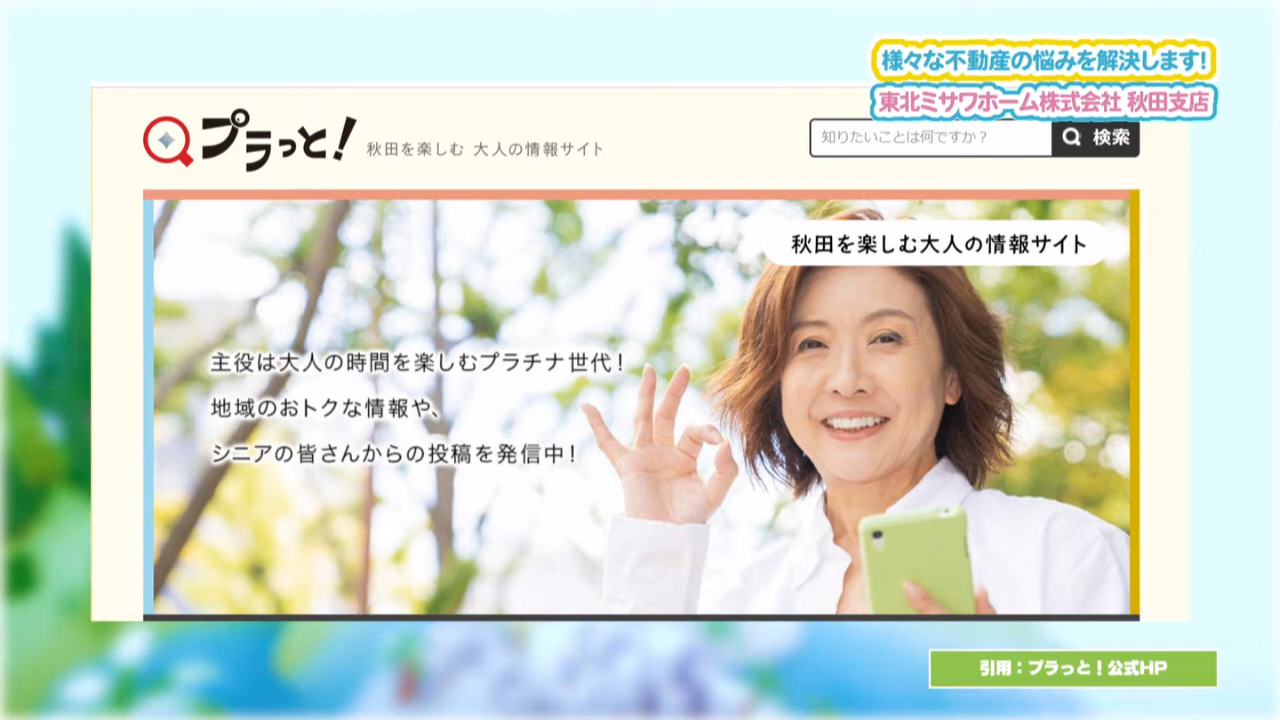 様々な不動産の悩みを解決します!
東北ミサワホーム株式会社 秋田支店
プラっと!
秋田を楽しむ 大人の情報サイト
知りたいことは何ですか?
検索
秋田を楽しむ大人の情報サイト
主役は大人の時間を楽しむプラチナ世代!
地域のおトクな情報や、
シニアの皆さんからの投稿を発信中!
引用:プラっと!公式HP